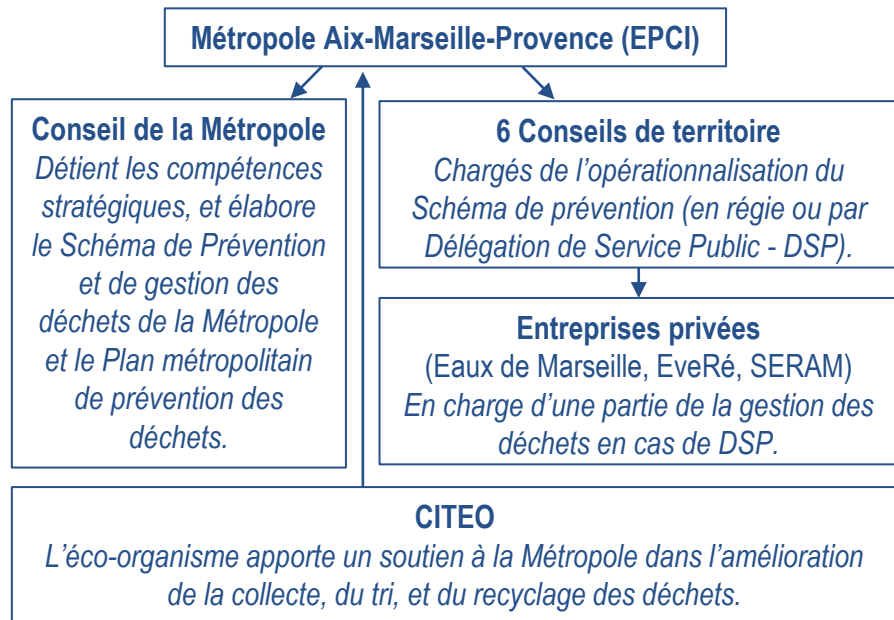 Métropole Aix-Marseille-Provence (EPCI)
Conseil de la Métropole
Détient les compétences
stratégiques, et élabore
le Schéma de Prévention
et de gestion des
déchets de la Métropole
et le Plan métropolitain
de prévention des
déchets.
6 Conseils de territoire
Chargés de l'opérationnalisation du
Schéma de prévention (en régie ou par
Délégation de Service Public - DSP).
Entreprises privées
(Eaux de Marseille, EveRé, SERAM)
En charge d'une partie de la gestion des
déchets en cas de DSP.
CITEO
L'éco-organisme apporte un soutien à la Métropole dans l'amélioration
de la collecte, du tri, et du recyclage des déchets.